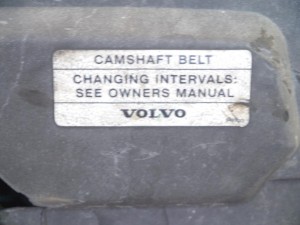 CAMSHAFT BELT
CHANGING INTERVALS:
SEE OWNERS MANUAL
VOLVO